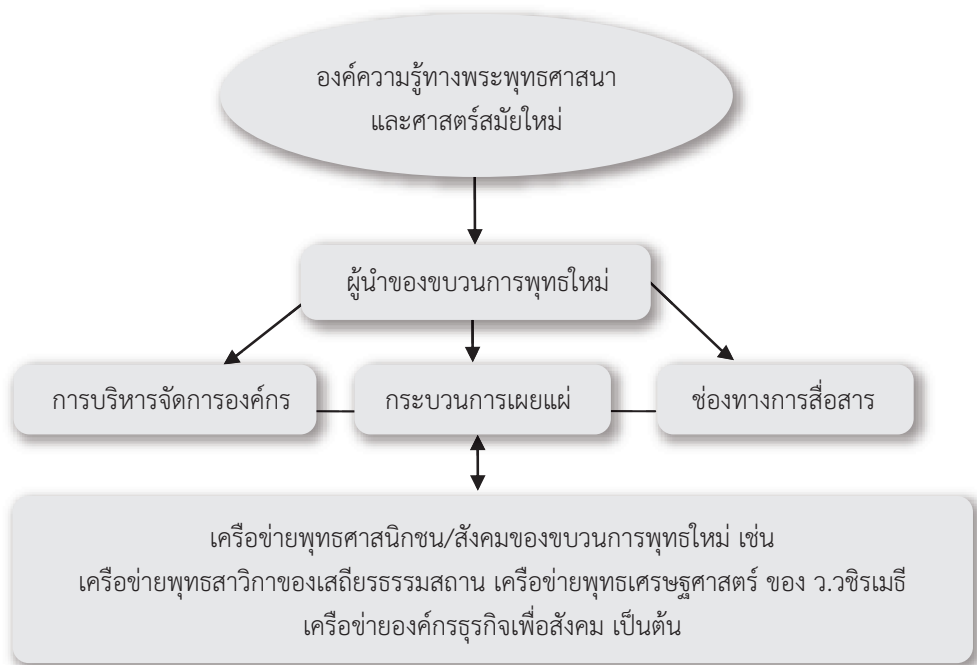 องค์ความรู้ทางพระพุทธศาสนา
และศาสตร์สมัยใหม่
ผู้นำของขบวนการพุทธใหม่
การบริหารจัดการองค์กร
กระบวนการเผยแผ่
ช่องทางการสื่อสาร
เครือข่ายพุทธศาสนิกชน/สังคมของขบวนการพุทธใหม่ เช่น
เครือข่ายพุทธสาวิกาของเสถียรธรรมสถาน เครือข่ายพุทธเศรษฐศาสตร์ ของ ว.วชิรเมธี
เครือข่ายองค์กรธุรกิจเพื่อสังคม เป็นต้น